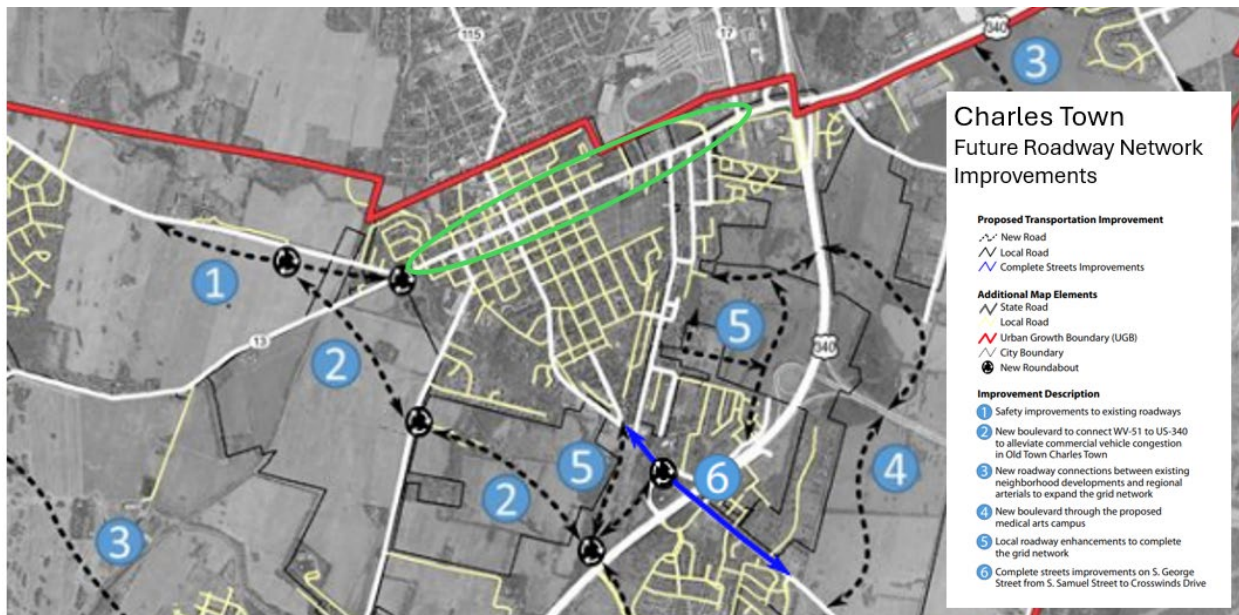 115
17
340
3
1
2
13
5
340
2
5
6
4
3
Charles Town
Future Roadway Network
Improvements
Proposed Transportation Improvement
New Road
Local Road
Complete Streets Improvements
Additional Map Elements
State Road
Local Road
Urban Growth Boundary (UGB)
City Boundary
New Roundabout
Improvement Description
1 Safety improvements to existing roadways
2 New boulevard to connect WV-51 to US-340
to alleviate commercial vehicle congestion
in Old Town Charles Town
3 New roadway connections between existing
neighborhood developments and regional
arterials to expand the grid network
4 New boulevard through the proposed
medical arts campus
5 Local roadway enhancements to complete
the grid network
6 Complete streets improvements on S. George
Street from S. Samuel Street to Crosswinds Drive